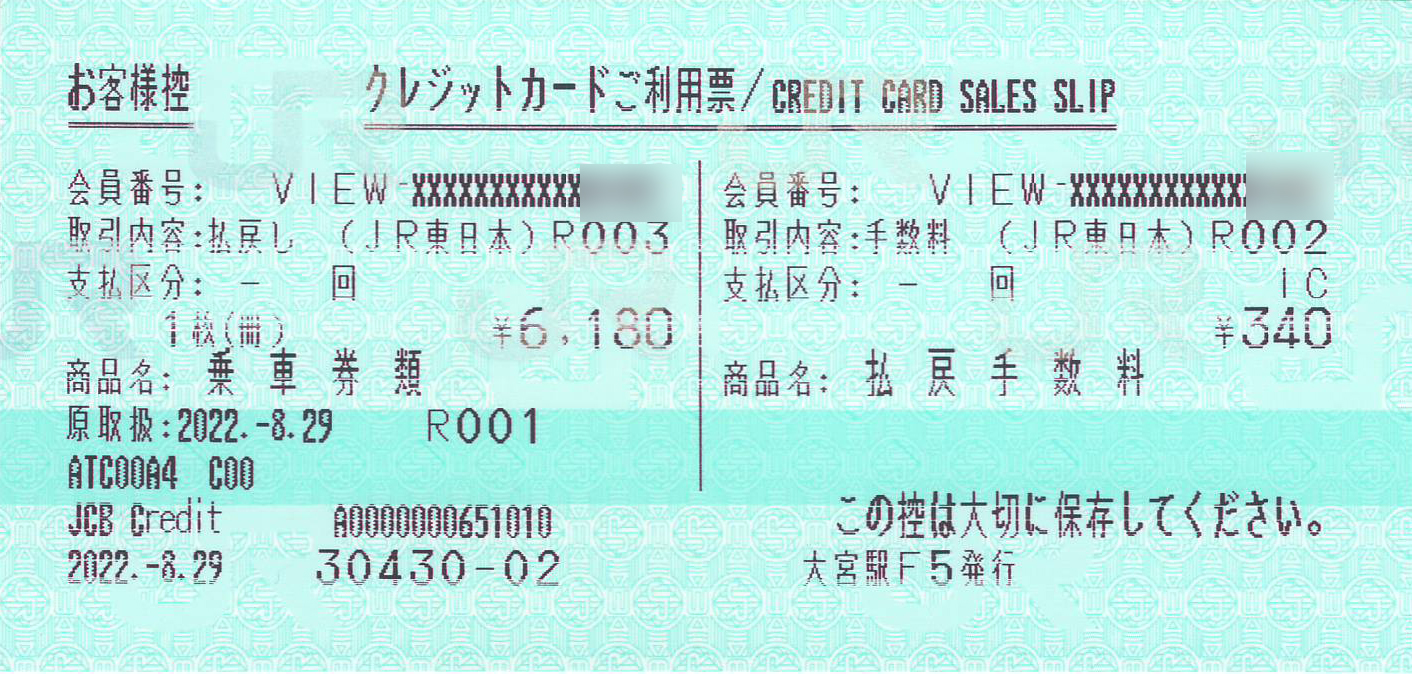 お客様控 クレジットカードご利用票/CREDIT CARD SALES SLIP
会員番号: VIEW-XXXXXXXXXXX
取引内容:払戻し (JR東日本)R003
支払区分: - 回
1枚(冊) ¥6,180
商品名: 乗車券類
原取扱:2022.-8.29 R001
ATC00A4 C00
JCB Credit A0000000651010
2022.-8.29 30430-02
会員番号: VIEW-XXXXXXXXXXX
取引内容:手数料 (JR東日本)R002
支払区分: - 回 IC
¥340
商品名: 払戻手数料
この控は大切に保存してください。
大宮駅F5発行